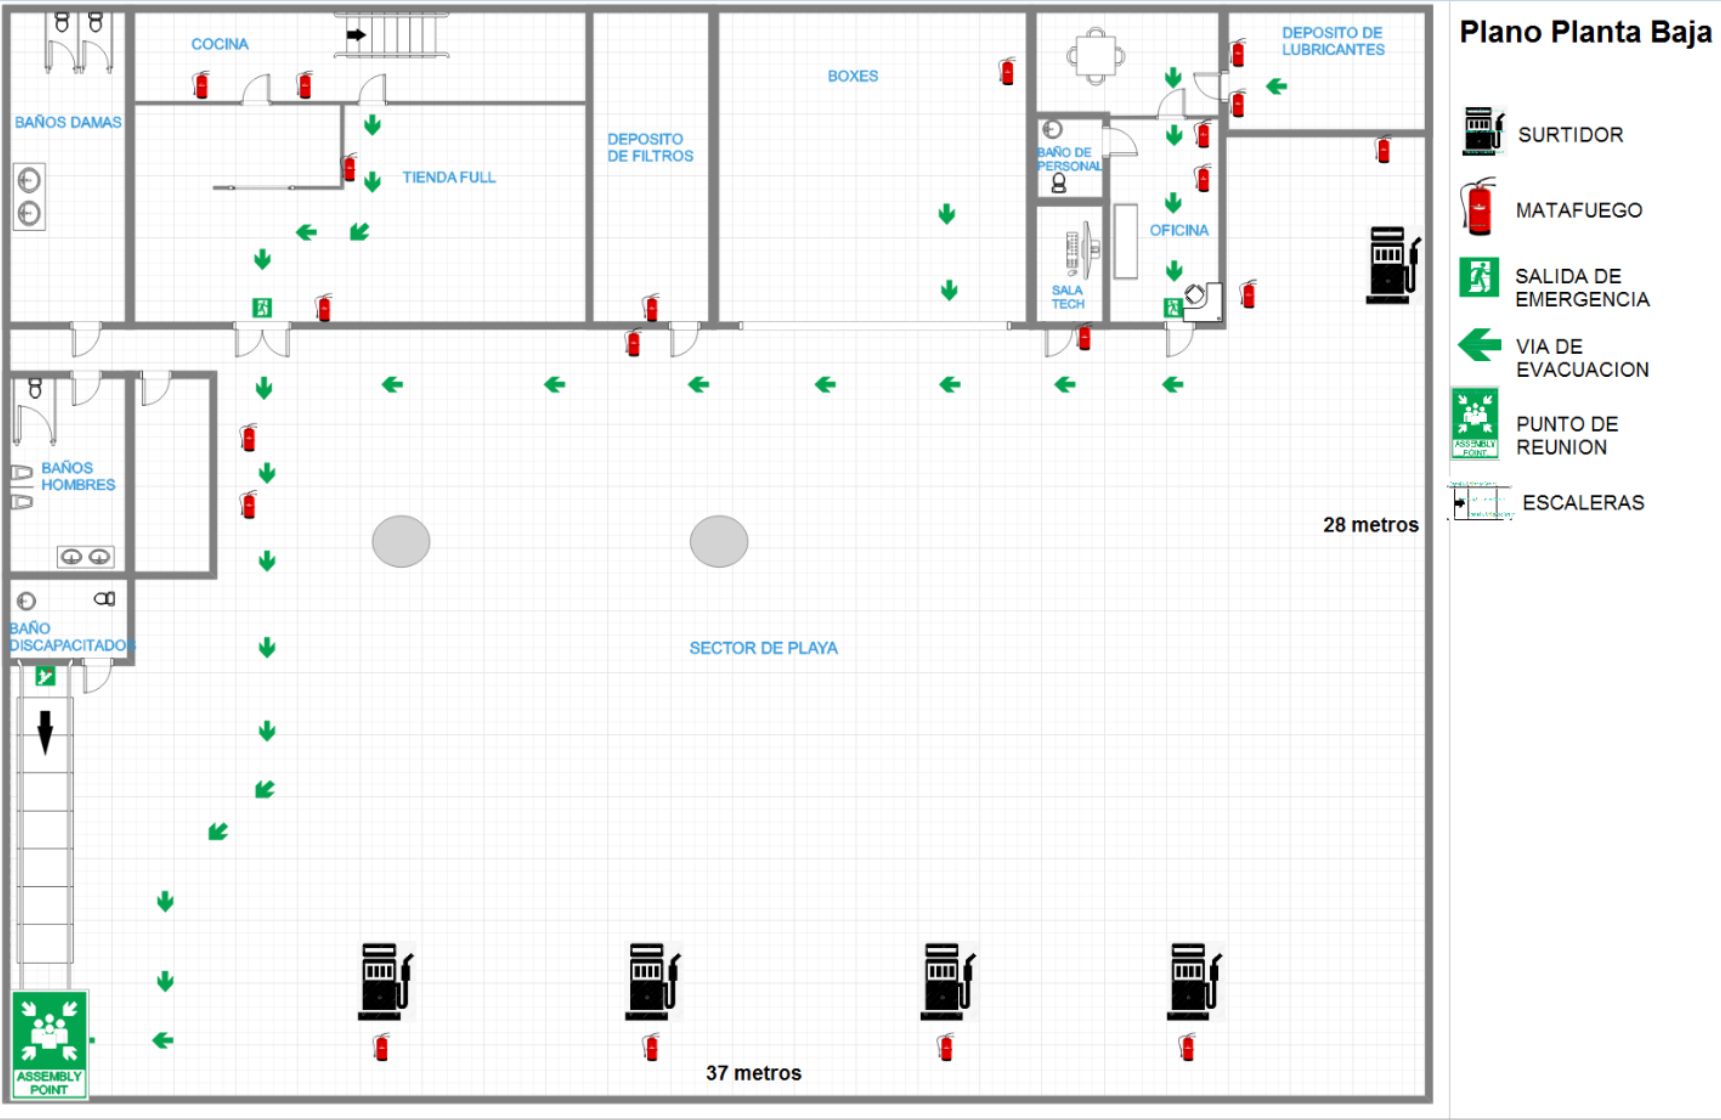 Plano Planta Baja
COCINA
BAÑOS DAMAS
TIENDA FULL
DEPOSITO
DE FILTROS
BOXES
DEPOSITO DE
LUBRICANTES
BAÑO DE
PERSONAL
OFICINA
SALA
TECH
BAÑOS
HOMBRES
BAÑO
DISCAPACITADOS
SECTOR DE PLAYA
28 metros
37 metros
ASSEMBLY
POINT
SURTIDOR
MATAFUEGO
SALIDA DE
EMERGENCIA
VIA DE
EVACUACION
ASSEMBLY
POINT
PUNTO DE
REUNION
ESCALERAS